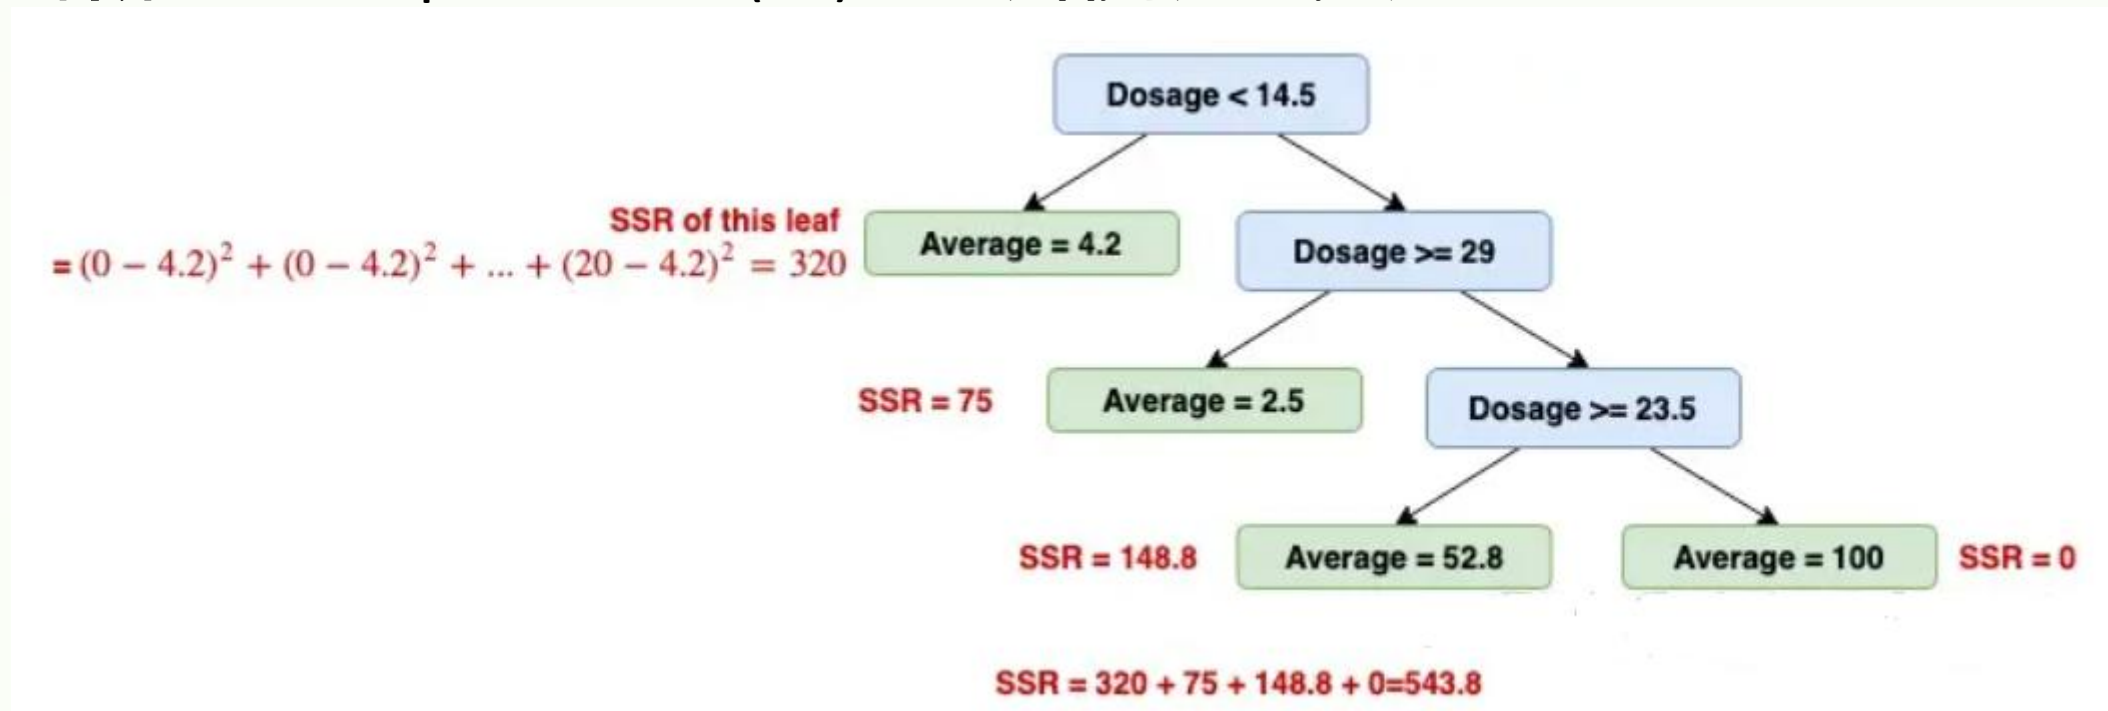 Dosage < 14.5
SSR of this leaf
= (0 − 4.2)² + (0 − 4.2)² + ... + (20 − 4.2)² = 320
Average = 4.2
Dosage >= 29
SSR = 75
Average = 2.5
Dosage >= 23.5
SSR = 148.8
Average = 52.8
Average = 100
SSR = 0
SSR = 320 + 75 + 148.8 + 0=543.8